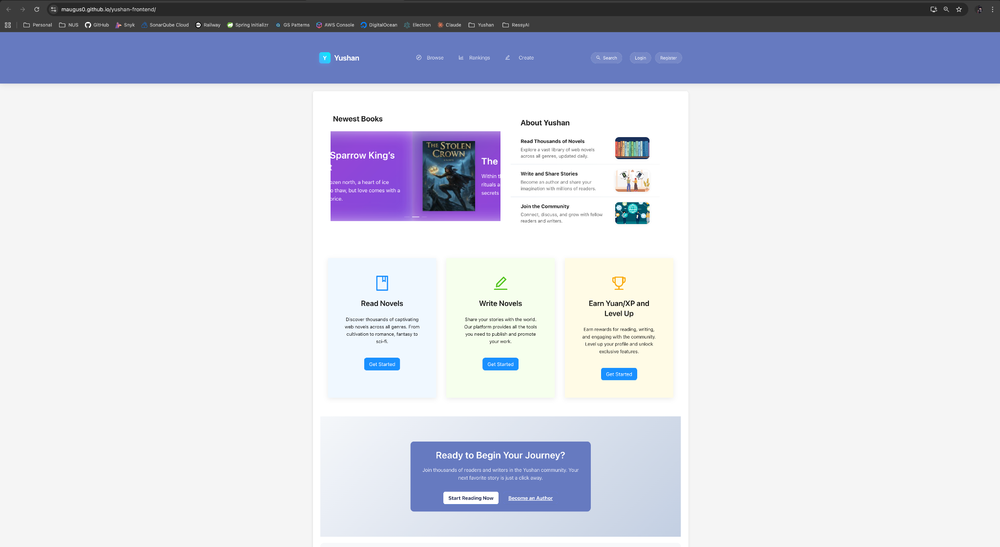 maugus0.github.io/yushan-frontend/
Personal
NUS
GitHub
Snyk
SonarQube Cloud
Railway
Spring Initializr
GS Patterns
AWS Console
DigitalOcean
Electron
Claude
Yushan
RessyAI
Y
Yushan
Browse
Rankings
Create
Search
Login
Register
Newest Books
Sparrow King's
t
ozen north, a heart of ice
o thaw, but love comes with a
price.
THE STOLEN
CROWN
The
Within th
rituals a
secrets
About Yushan
Read Thousands of Novels
Explore a vast library of web novels
across all genres, updated daily.
Write and Share Stories
Become an author and share your
imagination with millions of readers.
Join the Community
Connect, discuss, and grow with fellow
readers and writers.
Read Novels
Discover thousands of captivating
web novels across all genres. From
cultivation to romance, fantasy to
sci-fi.
Get Started
Write Novels
Share your stories with the world.
Our platform provides all the tools
you need to publish and promote
your work.
Get Started
Earn Yuan/XP and
Level Up
Earn rewards for reading, writing,
and engaging with the community.
Level up your profile and unlock
exclusive features.
Get Started
Ready to Begin Your Journey?
Join thousands of readers and writers in the Yushan community. Your
next favorite story is just a click away.
Start Reading Now
Become an Author